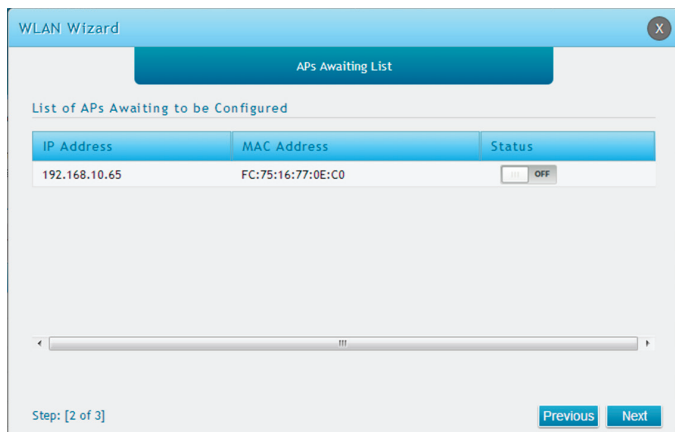 WLAN Wizard
X
APs Awaiting List
List of APs Awaiting to be Configured
IP Address MAC Address Status
192.168.10.65 FC:75:16:77:0E:C0 OFF
Step: [2 of 3] Previous Next